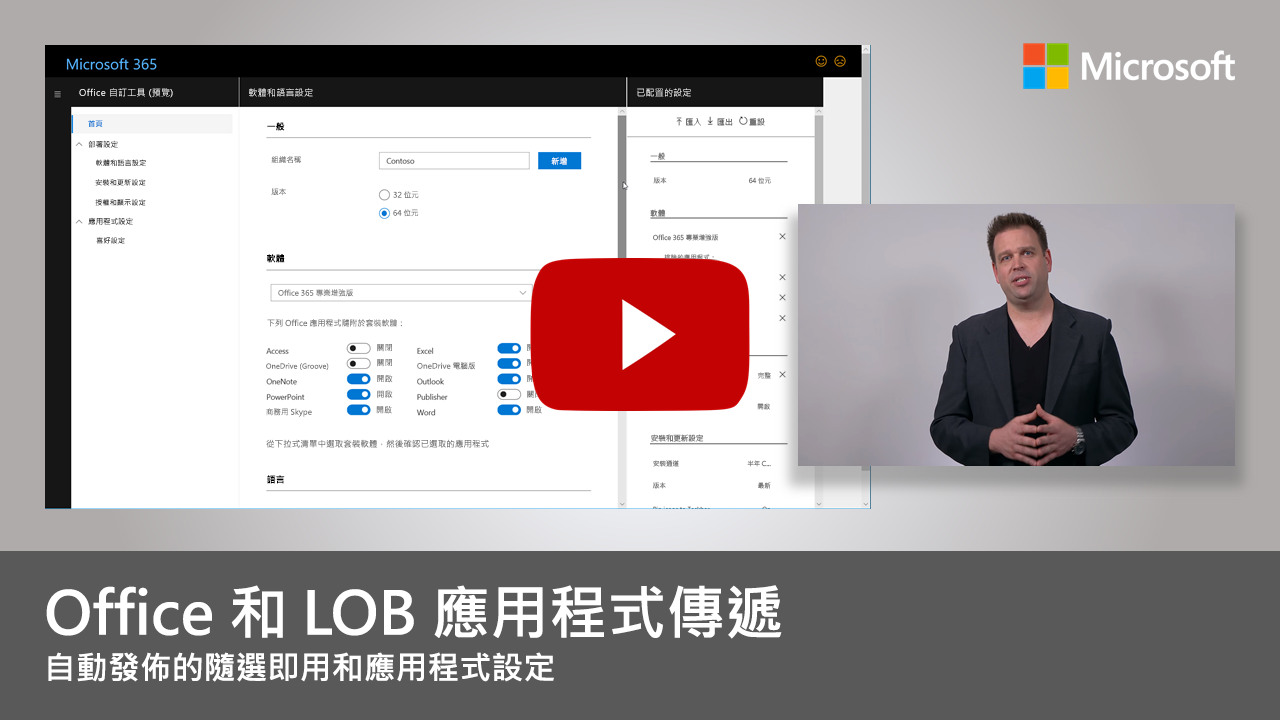 Microsoft 365
Microsoft
Office 自訂工具 (預覽)
軟體和語言設定
已配置的設定
首頁
部署設定
軟體和語言設定
安裝和更新設定
授權和顯示設定
應用程式設定
喜好設定
一般
組織名稱
Contoso
新增
版本
32 位元
64 位元
軟體
Office 365 專業增強版
下列 Office 應用程式隨附於套裝軟體：
Access 關閉 Excel
OneDrive (Groove) 關閉 OneDrive 電腦版
OneNote 開啟 Outlook
PowerPoint 開啟 Publisher
商務用 Skype 開啟 Word 開啟
從下拉式清單中選取套裝軟體，然後確認已選取的應用程式
語言
匯入 匯出 重設
一般
版本 64 位元
軟體
Office 365 專業增強版
完整
開啟
安裝和更新設定
安裝通道 半年 C...
版本 最新
Office 和 LOB 應用程式傳遞
自動發佈的隨選即用和應用程式設定